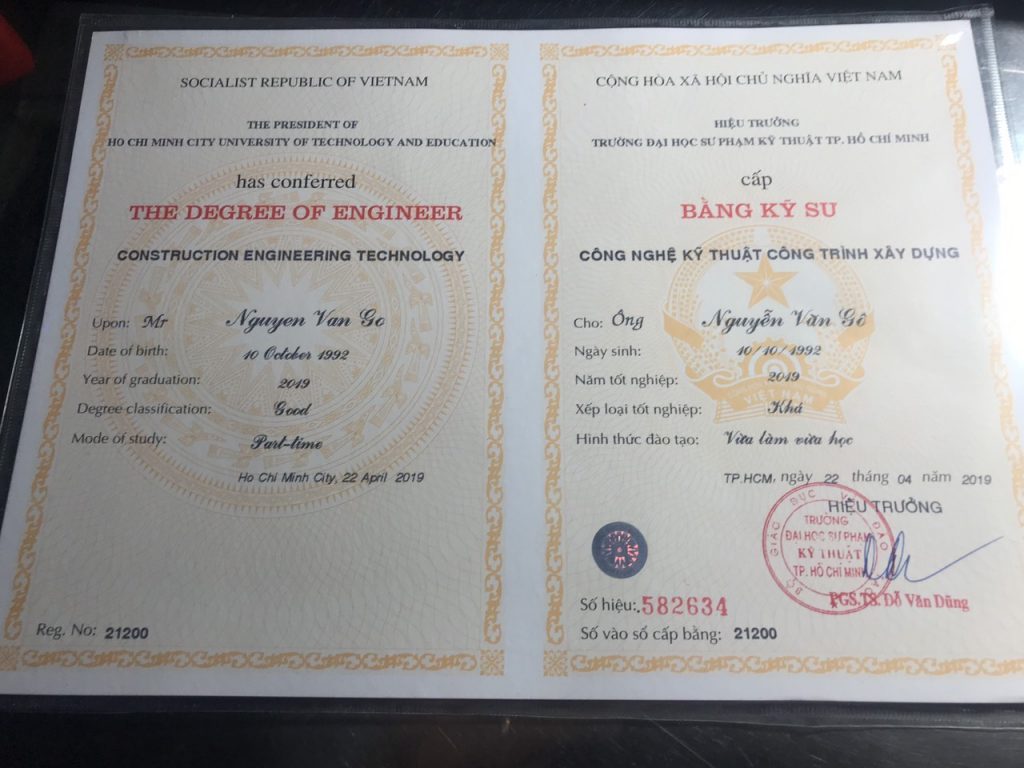 SOCIALIST REPUBLIC OF VIETNAM
THE PRESIDENT OF
HO CHI MINH CITY UNIVERSITY OF TECHNOLOGY AND EDUCATION
has conferred
THE DEGREE OF ENGINEER
CONSTRUCTION ENGINEERING TECHNOLOGY
Upon: Mr Nguyen Van Go
Date of birth: 10 October 1992
Year of graduation: 2019
Degree classification: Good
Mode of study: Part-time
Ho Chi Minh City, 22 April 2019
Reg. No: 21200
CỘNG HÒA XÃ HỘI CHỦ NGHĨA VIỆT NAM
HIỆU TRƯỞNG
TRƯỜNG ĐẠI HỌC SƯ PHẠM KỸ THUẬT TP. HỒ CHÍ MINH
cấp
BẰNG KỸ SƯ
CÔNG NGHỆ KỸ THUẬT CÔNG TRÌNH XÂY DỰNG
Cho: Ông Nguyễn Văn Gô
Ngày sinh: 10/10/1992
Năm tốt nghiệp: 2019
Xếp loại tốt nghiệp: Khá
Hình thức đào tạo: Vừa làm vừa học
VIỆT NAM
TP.HCM, ngày 22 tháng 04 năm 2019
HIỆU TRƯỞNG
BỘ GIÁO DỤC VÀ ĐÀO TẠO
TRƯỜNG
ĐẠI HỌC SƯ PHẠM
KỸ THUẬT
TP. HỒ CHÍ MINH
PGS.TS. Đỗ Văn Dũng
Số hiệu: 582634
Số vào sổ cấp bằng: 21200